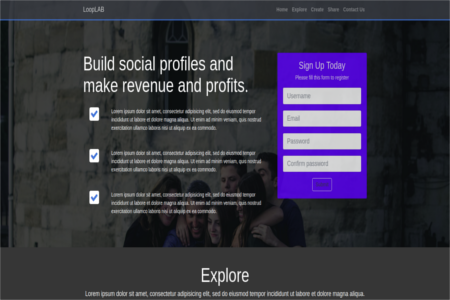 LoopLAB
Home Explore Create Share Contact Us
Build social profiles and
make revenue and profits.
Lorem ipsum dolor sit amet, consectetur adipisicing elit, sed do eiusmod tempor
incididunt ut labore et dolore magna aliqua. Ut enim ad minim veniam, quis nostrud
exercitation ullamco laboris nisi ut aliquip ex ea commodo.
Lorem ipsum dolor sit amet, consectetur adipisicing elit, sed do eiusmod tempor
incididunt ut labore et dolore magna aliqua. Ut enim ad minim veniam, quis nostrud
exercitation ullamco laboris nisi ut aliquip ex ea commodo.
Lorem ipsum dolor sit amet, consectetur adipisicing elit, sed do eiusmod tempor
incididunt ut labore et dolore magna aliqua. Ut enim ad minim veniam, quis nostrud
exercitation ullamco laboris nisi ut aliquip ex ea commodo.
Sign Up Today
Please fill this form to register
Username
Email
Password
Confirm password
Explore
Lorem ipsum dolor sit amet, consectetur adipisicing elit, sed do eiusmod tempor incididunt ut labore et dolore magna aliqua.